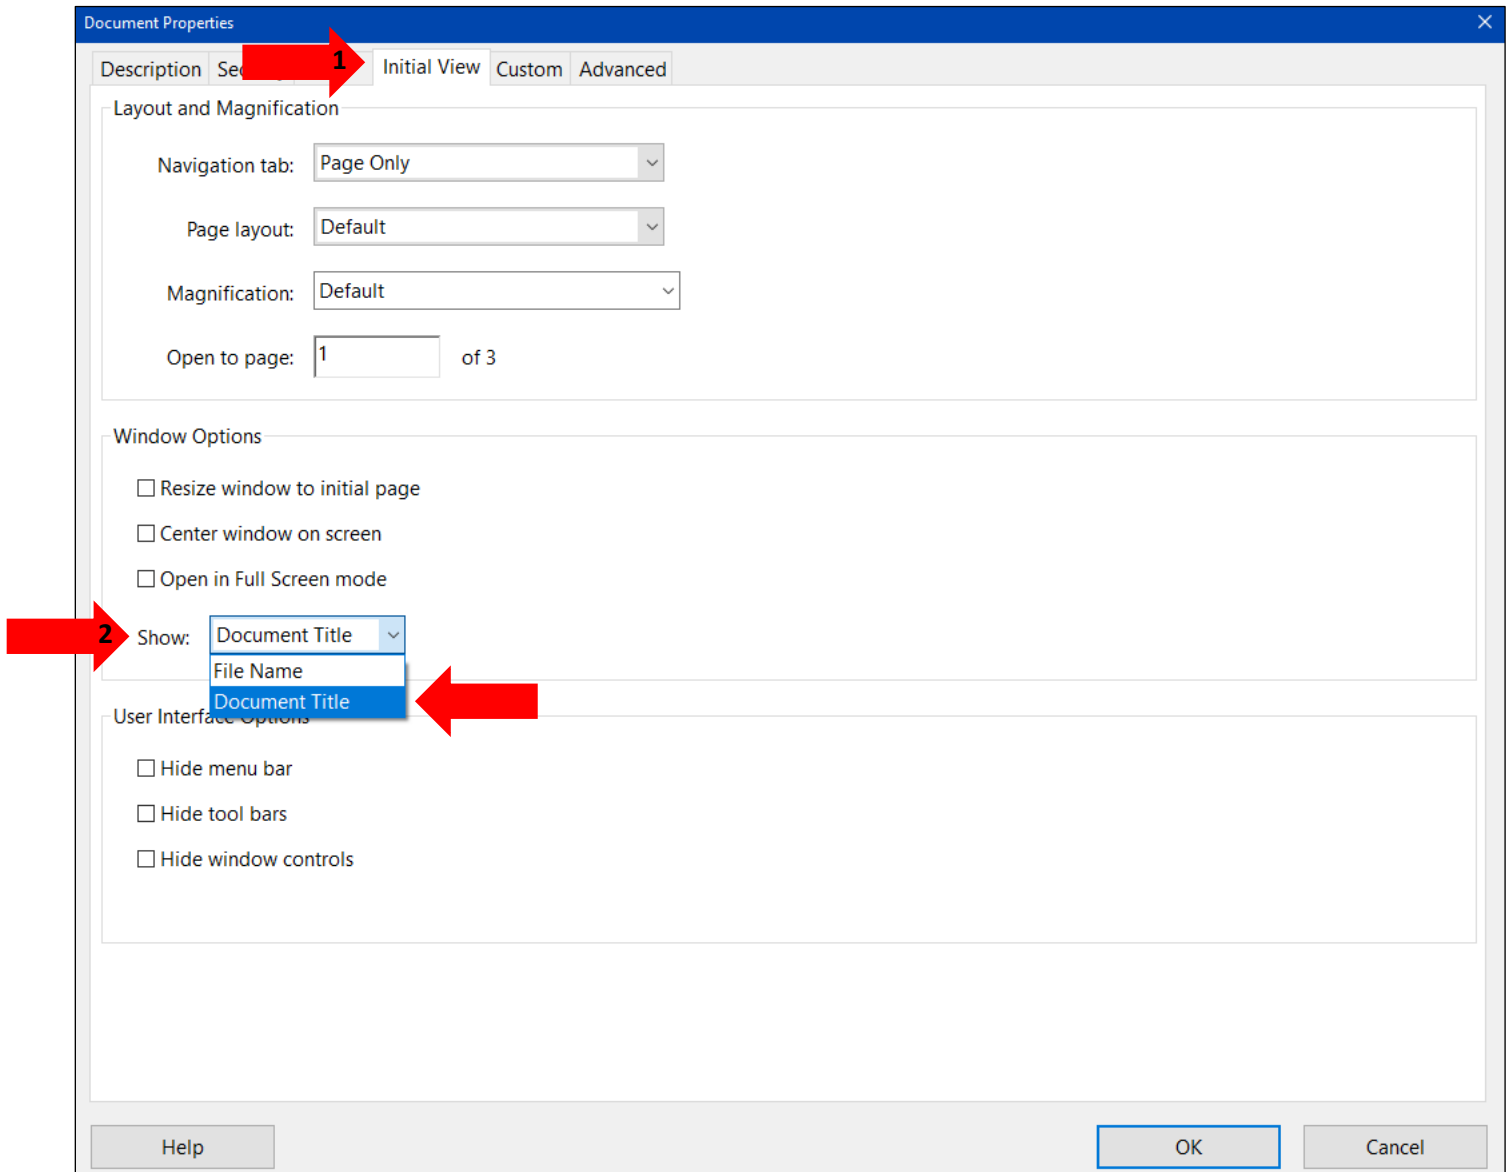 Document Properties
Description Initial View Custom Advanced
1
Layout and Magnification
Navigation tab: Page Only
Page layout: Default
Magnification: Default
Open to page: 1 of 3
Window Options
Resize window to initial page
Center window on screen
Open in Full Screen mode
2 Show: Document Title
File Name
Document Title
User Interface Options
Hide menu bar
Hide tool bars
Hide window controls
Help OK Cancel